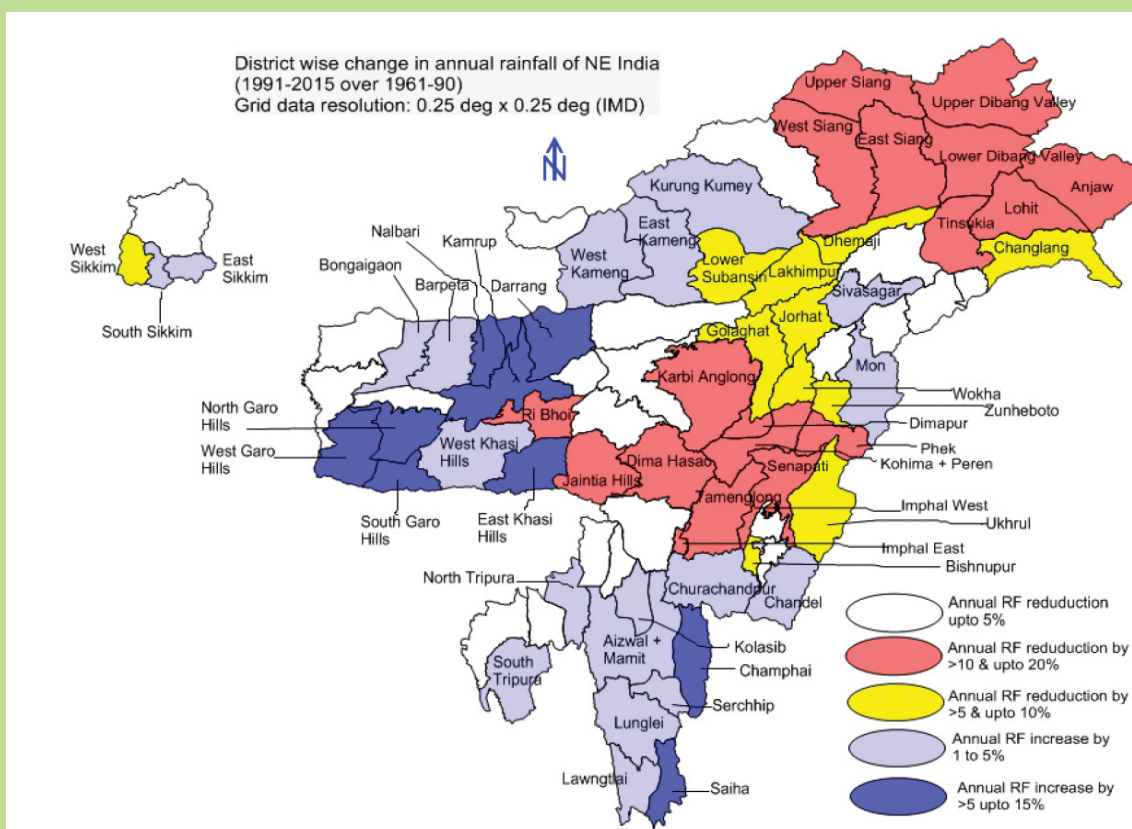 District wise change in annual rainfall of NE India
(1991-2015 over 1961-90)
Grid data resolution: 0.25 deg x 0.25 deg (IMD)
N
Upper Siang
Upper Dibang Valley
West Siang
East Siang
Lower Dibang Valley
Anjaw
Lohit
Tinsukia
Changlang
Kurung Kumey
East
Kameng
West
Kameng
Lower
Subansiri
Dhemaji
Lakhimpur
Sivasagar
Jorhat
Golaghat
Mon
West
Sikkim
East
Sikkim
South Sikkim
Nalbari
Kamrup
Bongaigaon
Barpeta
Darrang
Karbi Anglong
Wokha
Zunheboto
Dimapur
Phek
Kohima + Peren
North Garo
Hills
West Garo
Hills
Ri Bhoi
West Khasi
Hills
South Garo
Hills
East Khasi
Hills
Jaintia Hills
Dima Hasao
Senapati
Tamenglong
Imphal West
Ukhrul
Imphal East
Bishnupur
North Tripura
Churachandpur
Chandel
Kolasib
Aizwal +
Mamit
Champhai
South
Tripura
Serchhip
Lunglei
Lawngtlai
Saiha
Annual RF reduduction
upto 5%
Annual RF reduduction by
>10 & upto 20%
Annual RF reduduction by
>5 & upto 10%
Annual RF increase by
1 to 5%
Annual RF increase by
>5 upto 15%